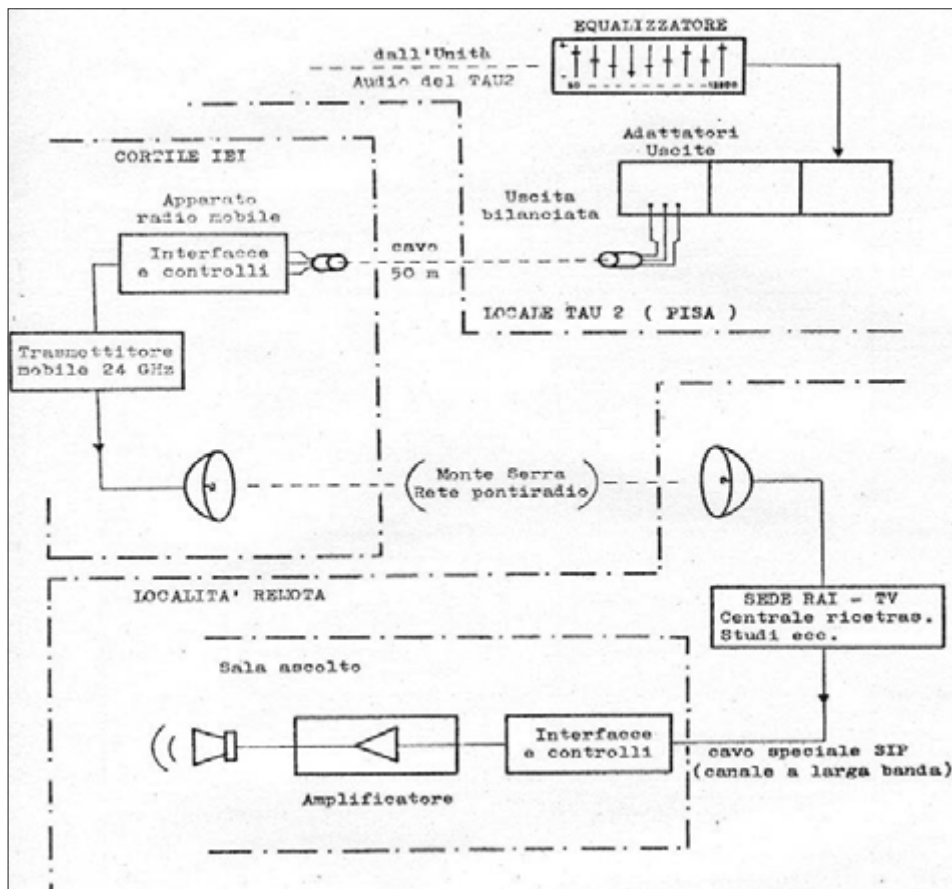 EQUALIZZATORE
dall'Unità
Audio del TAU2
+
-
50
12800
Adattatori
Uscite
CORTILE IEI
Uscita
bilanciata
Apparato
radio mobile
Interfacce
e controlli
cavo
50 m
LOCALE TAU 2 ( PISA )
Trasmettitore
mobile 24 GHz
Monte Serra
Rete pontiradio
LOCALITA' REMOTA
SEDE RAI - TV
Centrale ricetras.
Studi ecc.
Sala ascolto
Interfacce
e controlli
cavo speciale SIP
(canale a larga banda)
Amplificatore